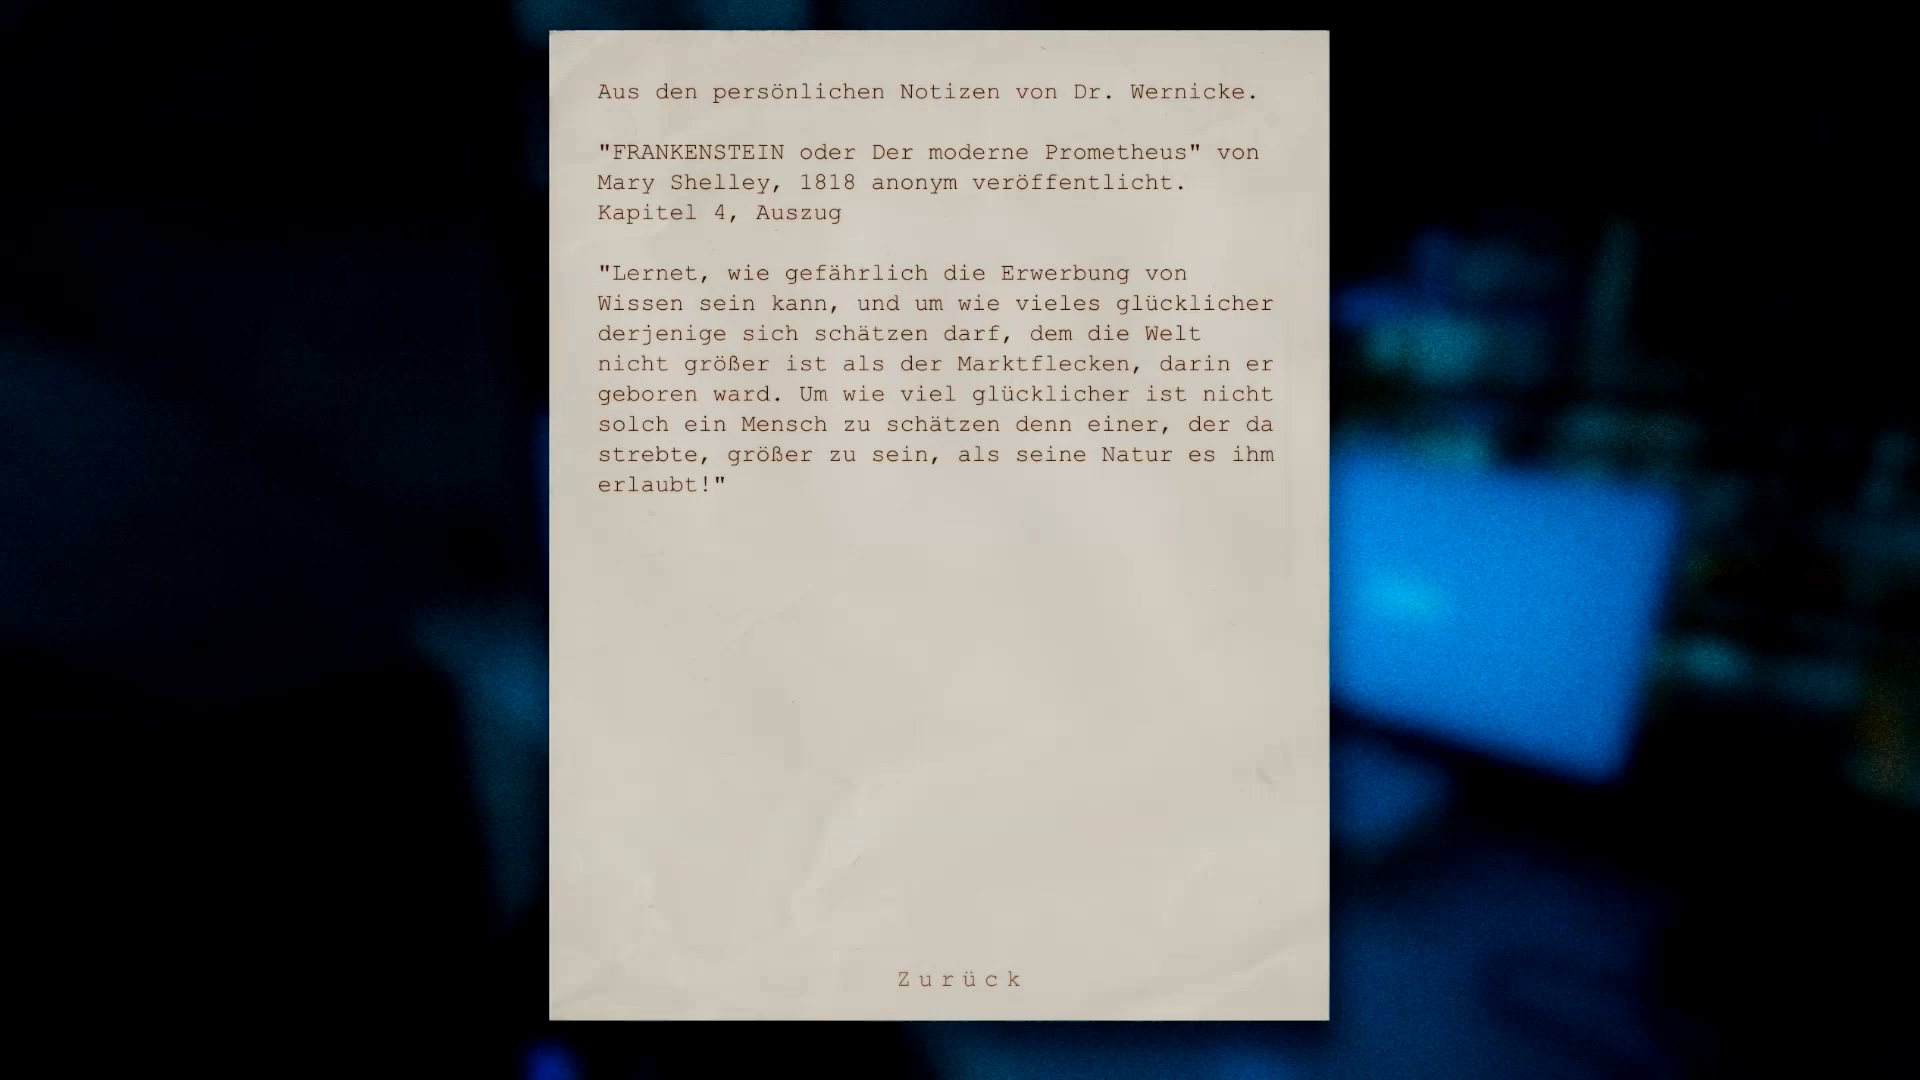 Aus den persönlichen Notizen von Dr. Wernicke.
"FRANKENSTEIN oder Der moderne Prometheus" von
Mary Shelley, 1818 anonym veröffentlicht.
Kapitel 4, Auszug
"Lernet, wie gefährlich die Erwerbung von
Wissen sein kann, und um wie vieles glücklicher
derjenige sich schätzen darf, dem die Welt
nicht größer ist als der Marktflecken, darin er
geboren ward. Um wie viel glücklicher ist nicht
solch ein Mensch zu schätzen denn einer, der da
strebte, größer zu sein, als seine Natur es ihm
erlaubt!"
Zurück